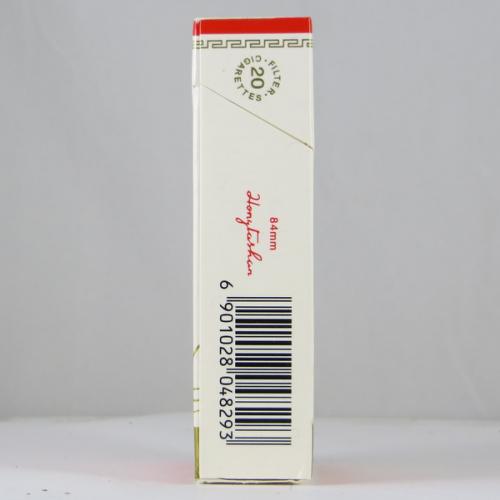 FILTER · CIGARETTES ·
20
84mm
Hongtashan
6 901028 048293